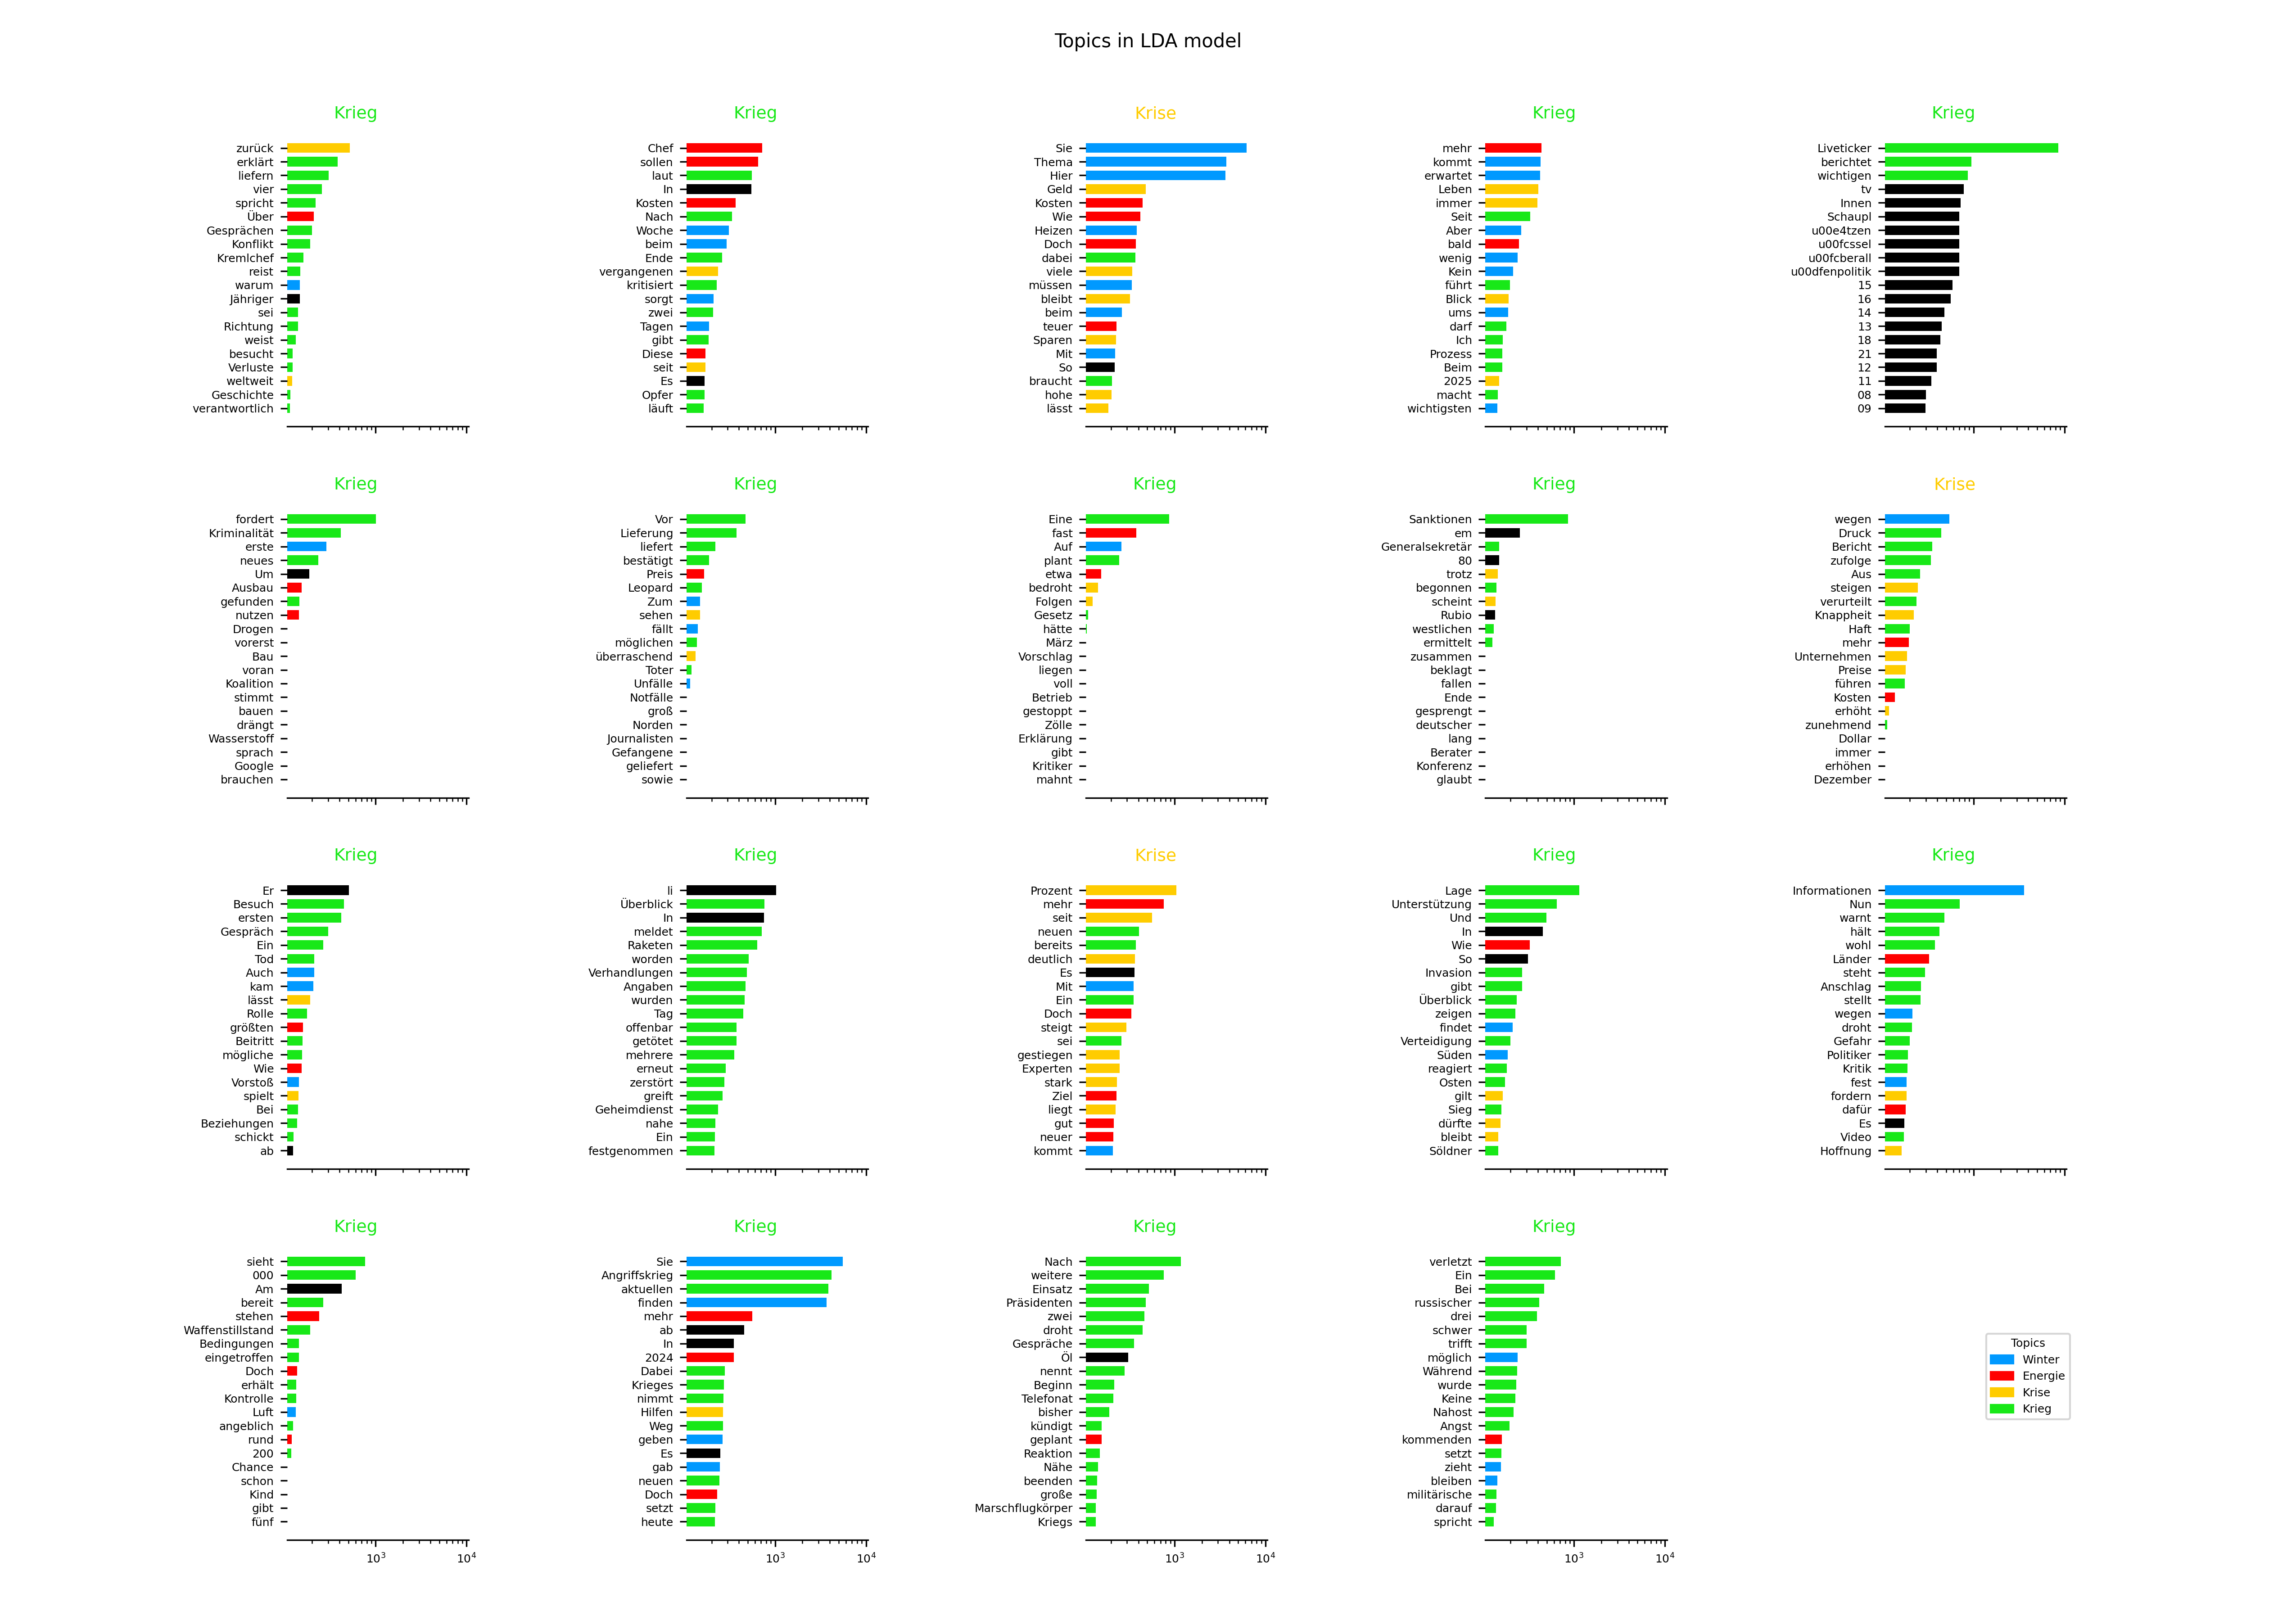 Topics in LDA model
Krieg
zurück
erklärt
liefern
vier
spricht
Über
Gesprächen
Konflikt
Kremlchef
reist
warum
Jähriger
sei
Richtung
weist
besucht
Verluste
weltweit
Geschichte
verantwortlich
Krieg
Chef
sollen
laut
In
Kosten
Nach
Woche
beim
Ende
vergangenen
kritisiert
sorgt
zwei
Tagen
gibt
Diese
seit
Es
Opfer
läuft
Krise
Sie
Thema
Hier
Geld
Kosten
Wie
Heizen
Doch
dabei
viele
müssen
bleibt
beim
teuer
Sparen
Mit
So
braucht
hohe
lässt
Krieg
mehr
kommt
erwartet
Leben
immer
Seit
Aber
bald
wenig
Kein
führt
Blick
ums
darf
Ich
Prozess
Beim
2025
macht
wichtigsten
Krieg
Liveticker
berichtet
wichtigen
tv
Innen
Schaupl
u00e4tzen
u00fcssel
u00fcberall
u00dfenpolitik
15
16
14
13
18
21
12
11
08
09
Krieg
fordert
Kriminalität
erste
neues
Um
Ausbau
gefunden
nutzen
Drogen
vorerst
Bau
voran
Koalition
stimmt
bauen
drängt
Wasserstoff
sprach
Google
brauchen
Krieg
Vor
Lieferung
liefert
bestätigt
Preis
Leopard
Zum
sehen
fällt
möglichen
überraschend
Toter
Unfälle
Notfälle
groß
Norden
Journalisten
Gefangene
geliefert
sowie
Krieg
Eine
fast
Auf
plant
etwa
bedroht
Folgen
Gesetz
hätte
März
Vorschlag
liegen
voll
Betrieb
gestoppt
Zölle
Erklärung
gibt
Kritiker
mahnt
Krieg
Sanktionen
em
Generalsekretär
80
trotz
begonnen
scheint
Rubio
westlichen
ermittelt
zusammen
beklagt
fallen
Ende
gesprengt
deutscher
lang
Berater
Konferenz
glaubt
Krise
wegen
Druck
Bericht
zufolge
Aus
steigen
verurteilt
Knappheit
Haft
mehr
Unternehmen
Preise
führen
Kosten
erhöht
zunehmend
Dollar
immer
erhöhen
Dezember
Krieg
Er
Besuch
ersten
Gespräch
Ein
Tod
Auch
kam
lässt
Rolle
größten
Beitritt
mögliche
Wie
Vorstoß
spielt
Bei
Beziehungen
schickt
ab
Krieg
li
Überblick
In
meldet
Raketen
worden
Verhandlungen
Angaben
wurden
Tag
offenbar
getötet
mehrere
erneut
zerstört
greift
Geheimdienst
nahe
Ein
festgenommen
Krise
Prozent
mehr
seit
neuen
bereits
deutlich
Es
Mit
Ein
Doch
steigt
sei
gestiegen
Experten
stark
Ziel
liegt
gut
neuer
kommt
Krieg
Lage
Unterstützung
Und
In
Wie
So
Invasion
gibt
Überblick
zeigen
findet
Verteidigung
Süden
reagiert
Osten
gilt
Sieg
dürfte
bleibt
Söldner
Krieg
Informationen
Nun
warnt
hält
wohl
Länder
steht
Anschlag
stellt
wegen
droht
Gefahr
Politiker
Kritik
fest
fordern
dafür
Es
Video
Hoffnung
Krieg
sieht
000
Am
bereit
stehen
Waffenstillstand
Bedingungen
eingetroffen
Doch
erhält
Kontrolle
Luft
angeblich
rund
200
Chance
schon
Kind
gibt
fünf
10³ 10⁴
Krieg
Sie
Angriffskrieg
aktuellen
finden
mehr
ab
In
2024
Dabei
Krieges
nimmt
Hilfen
Weg
geben
Es
gab
neuen
Doch
setzt
heute
10³ 10⁴
Krieg
Nach
weitere
Einsatz
Präsidenten
zwei
droht
Gespräche
Öl
nennt
Beginn
Telefonat
bisher
kündigt
geplant
Reaktion
Nähe
beenden
große
Marschflugkörper
Kriegs
10³ 10⁴
Krieg
verletzt
Ein
Bei
russischer
drei
schwer
trifft
möglich
Während
wurde
Keine
Nahost
Angst
kommenden
setzt
zieht
bleiben
militärische
darauf
spricht
10³ 10⁴
Topics
Winter
Energie
Krise
Krieg